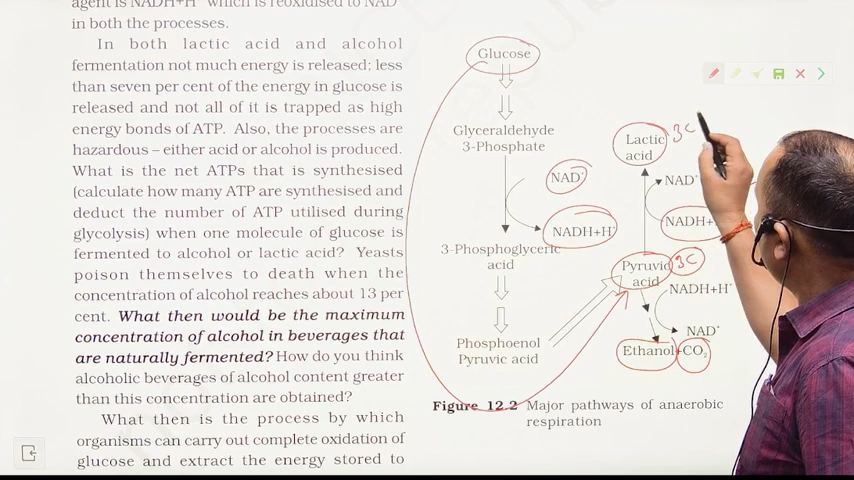 agent is NADH+H which is reoxidised to NAD
in both the processes.
In both lactic acid and alcohol
fermentation not much energy is released; less
than seven per cent of the energy in glucose is
released and not all of it is trapped as high
energy bonds of ATP. Also, the processes are
hazardous – either acid or alcohol is produced.
What is the net ATPs that is synthesised
(calculate how many ATP are synthesised and
deduct the number of ATP utilised during
glycolysis) when one molecule of glucose is
fermented to alcohol or lactic acid? Yeasts
poison themselves to death when the
concentration of alcohol reaches about 13 per
cent. What then would be the maximum
concentration of alcohol in beverages that
are naturally fermented? How do you think
alcoholic beverages of alcohol content greater
than this concentration are obtained?
What then is the process by which
organisms can carry out complete oxidation of
glucose and extract the energy stored to
Glucose
Glyceraldehyde
3-Phosphate
NAD⁺
NADH+H⁺
3-Phosphoglyceric
acid
Phosphoenol
Pyruvic acid
Lactic
acid
3C
NAD⁺
NADH+
Pyruvic
acid
3C
NADH+H⁺
NAD⁺
Ethanol+CO₂
Figure 12.2 Major pathways of anaerobic
respiration